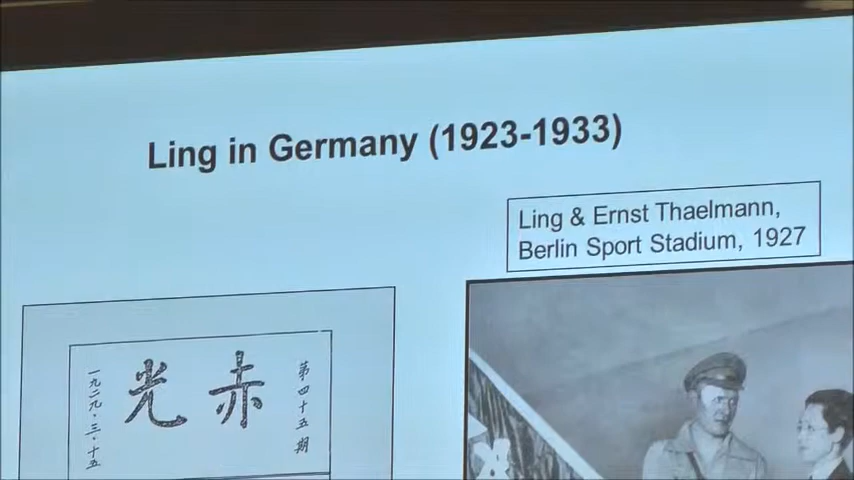 Ling in Germany (1923-1933)
Ling & Ernst Thaelmann,
Berlin Sport Stadium, 1927
第四十五期
赤光
一九二九·三·十五